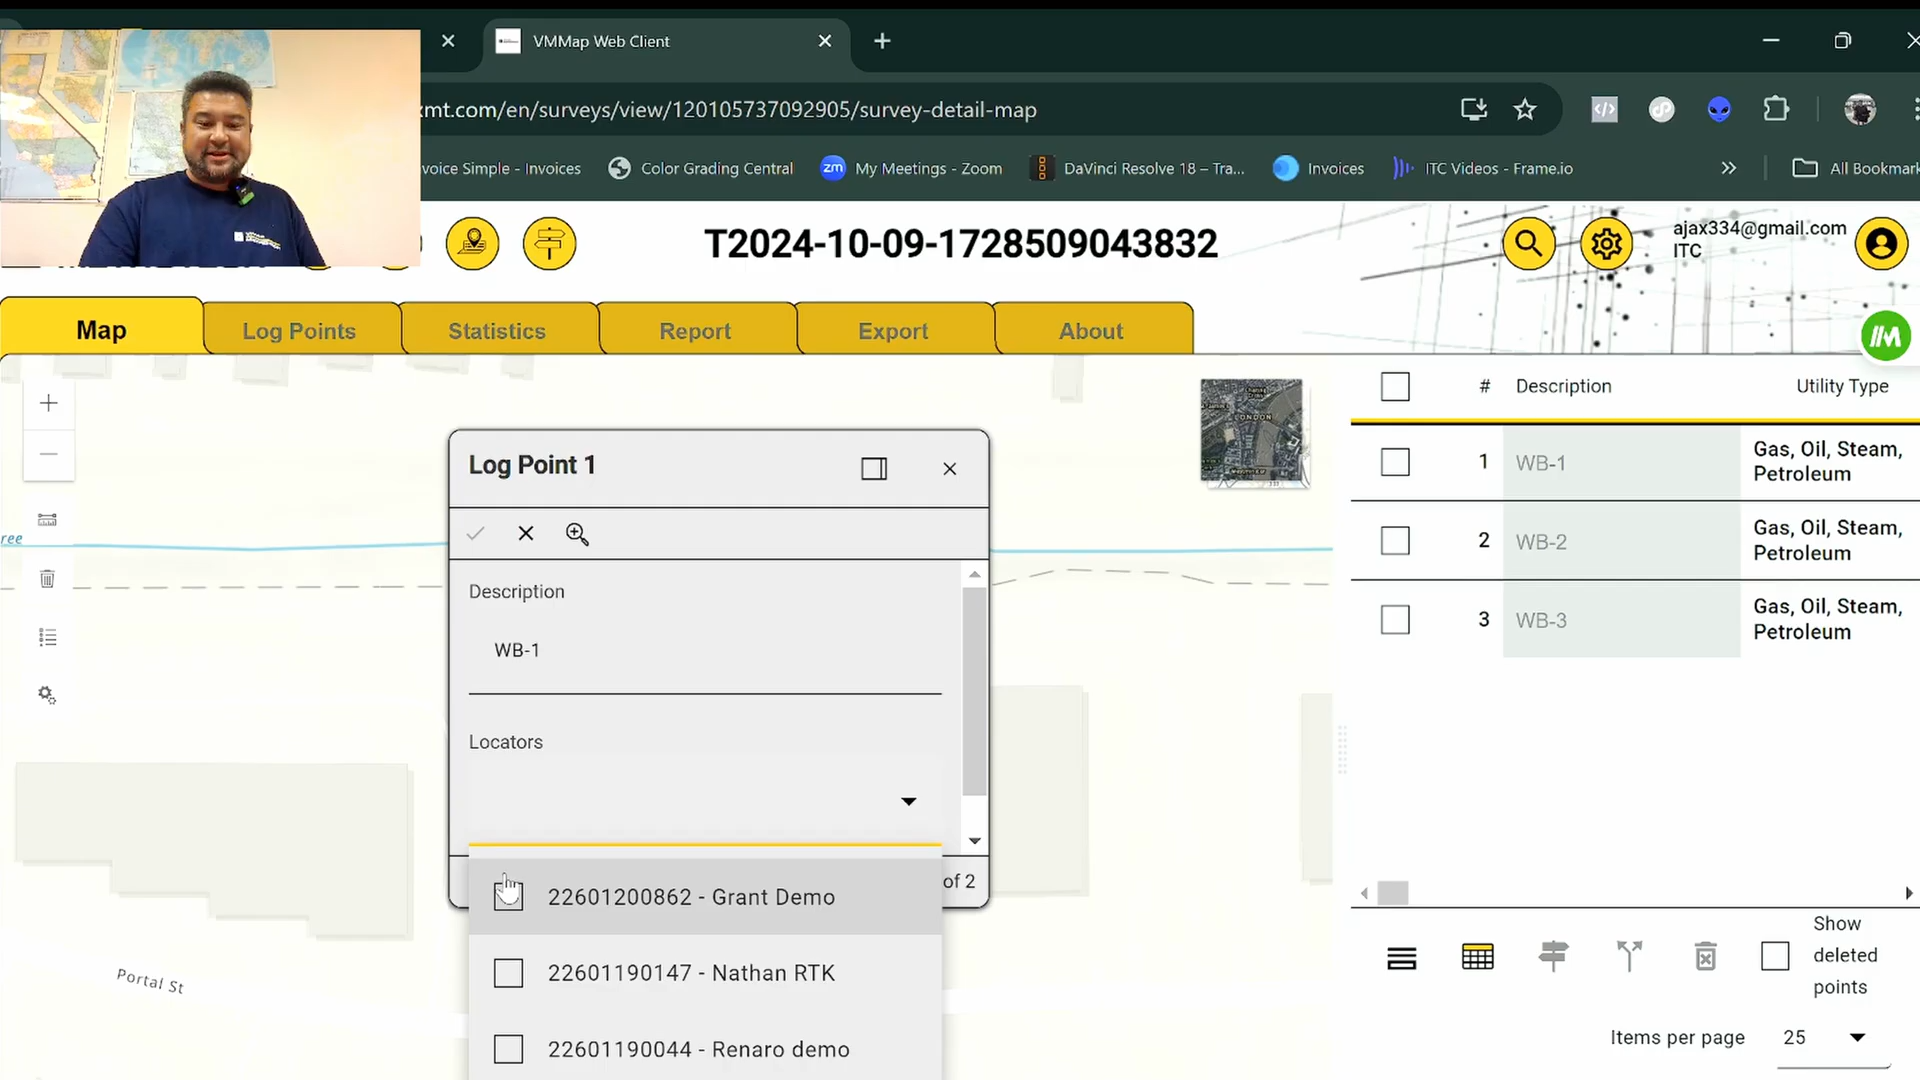 VMMap Web Client
mt.com/en/surveys/view/120105737092905/survey-detail-map
voice Simple - Invoices
Color Grading Central
zm My Meetings - Zoom
DaVinci Resolve 18 – Tra...
Invoices
ITC Videos - Frame.io
All Bookmark
T2024-10-09-1728509043832
ajax334@gmail.com
ITC
Map
Log Points
Statistics
Report
Export
About
# Description Utility Type
1 WB-1 Gas, Oil, Steam,
Petroleum
2 WB-2 Gas, Oil, Steam,
Petroleum
3 WB-3 Gas, Oil, Steam,
Petroleum
LONDON
ree
Log Point 1
Description
WB-1
Locators
of 2
22601200862 - Grant Demo
22601190147 - Nathan RTK
22601190044 - Renaro demo
Portal St
Show
deleted
points
Items per page 25